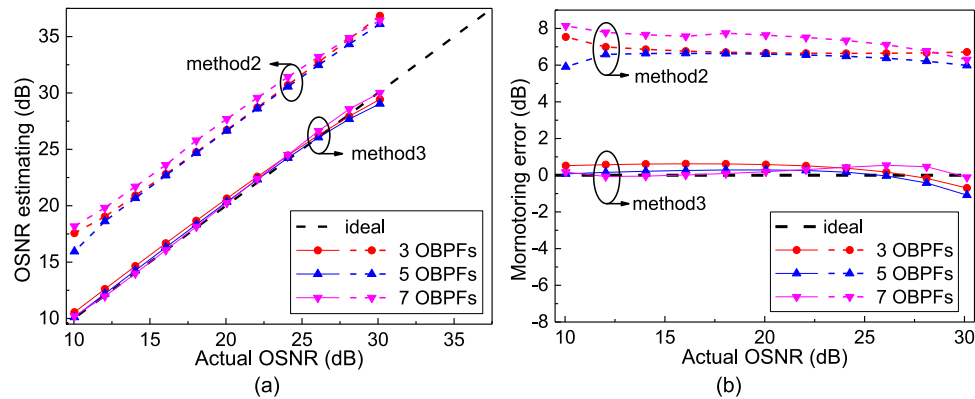 OSNR estimating (dB)
35
30
25
20
15
10
method2
method3
ideal
3 OBPFs
5 OBPFs
7 OBPFs
10 15 20 25 30 35
Actual OSNR (dB)
(a)
Mornotoring error (dB)
8
6
4
2
0
-2
-4
-6
-8
method2
method3
ideal
3 OBPFs
5 OBPFs
7 OBPFs
10 15 20 25 30
Actual OSNR (dB)
(b)